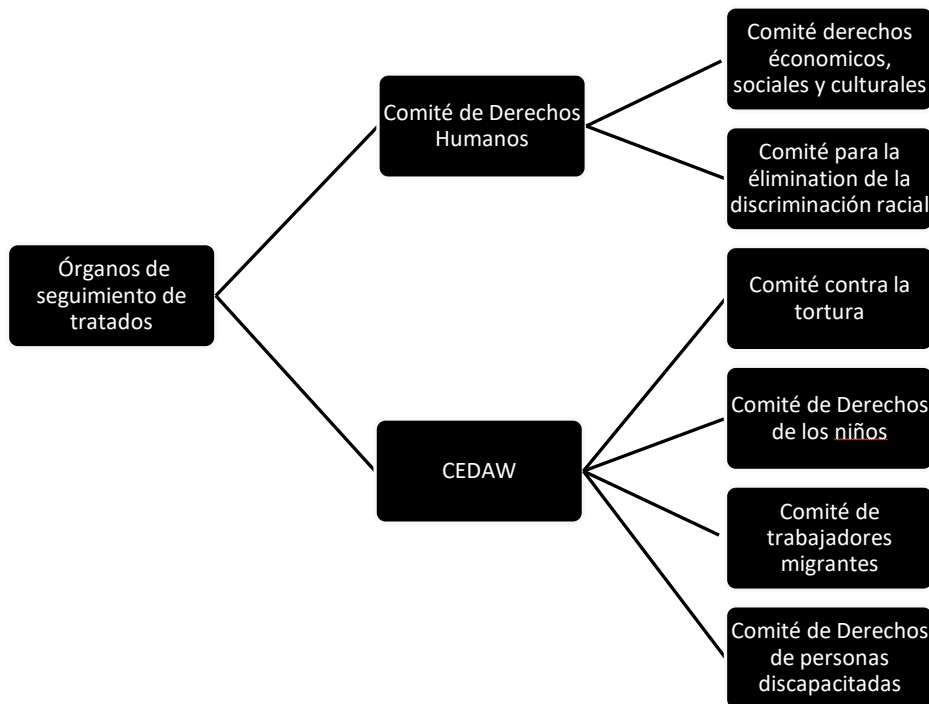 Órganos de
seguimiento de
tratados
Comité de Derechos
Humanos
CEDAW
Comité derechos
économicos,
sociales y culturales
Comité para la
élimination de la
discriminación racial
Comité contra la
tortura
Comité de Derechos
de los niños
Comité de
trabajadores
migrantes
Comité de Derechos
de personas
discapacitadas